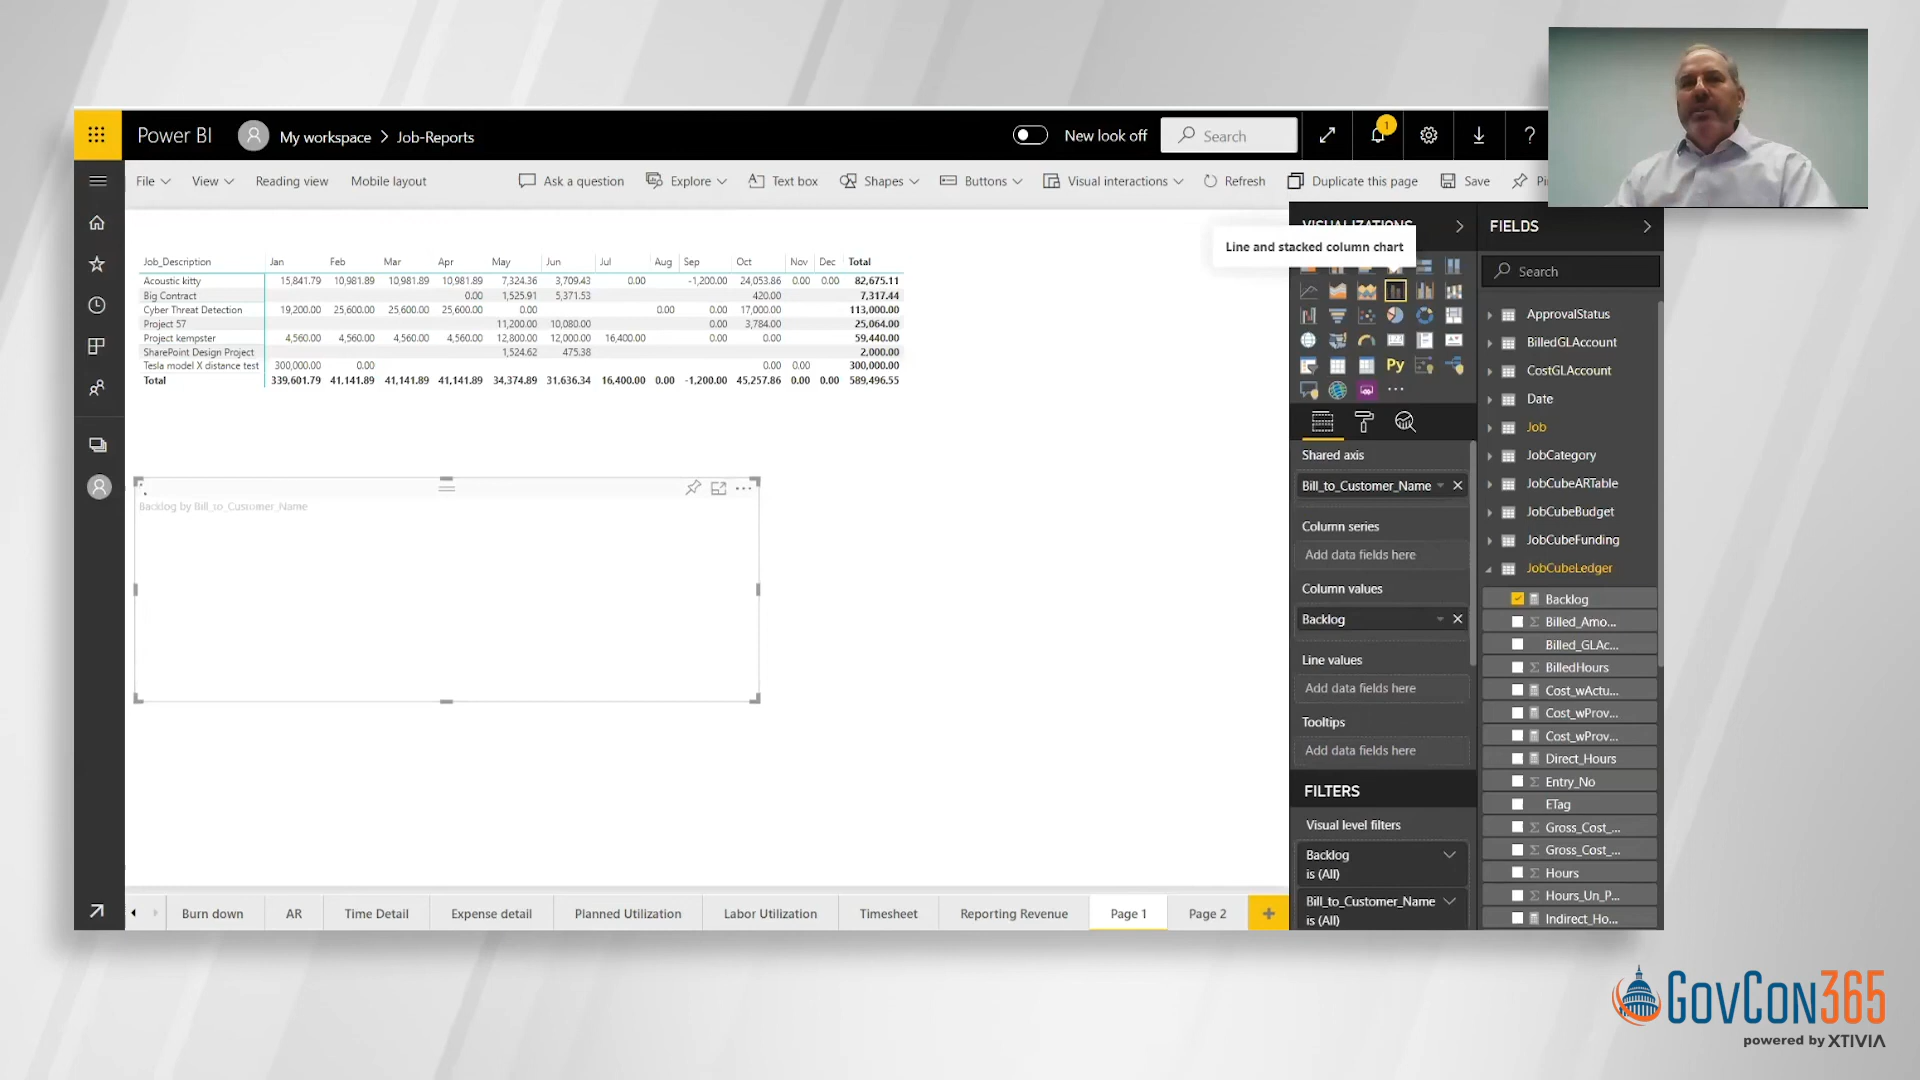 Power BI
My workspace > Job-Reports
New look off
Search
1
?
File
View
Reading view
Mobile layout
Ask a question
Explore
Text box
Shapes
Buttons
Visual interactions
Refresh
Duplicate this page
Save
Job_Description Jan Feb Mar Apr May Jun Jul Aug Sep Oct Nov Dec Total
Acoustic kitty 15,841.79 10,981.89 10,981.89 10,981.89 7,324.36 3,709.43 0.00 -1,200.00 24,053.86 0.00 0.00 82,675.11
Big Contract 0.00 1,525.91 5,371.53 420.00 7,317.44
Cyber Threat Detection 19,200.00 25,600.00 25,600.00 25,600.00 0.00 0.00 0.00 17,000.00 113,000.00
Project 57 11,200.00 10,080.00 0.00 3,784.00 25,064.00
Project kempster 4,560.00 4,560.00 4,560.00 4,560.00 12,800.00 12,000.00 16,400.00 0.00 0.00 59,440.00
SharePoint Design Project 1,524.62 475.38 2,000.00
Tesla model X distance test 300,000.00 0.00 0.00 0.00 300,000.00
Total 339,601.79 41,141.89 41,141.89 41,141.89 34,374.89 31,636.34 16,400.00 0.00 -1,200.00 45,257.86 0.00 0.00 589,496.55
Backlog by Bill_to_Customer_Name
Line and stacked column chart
Py
Shared axis
Bill_to_Customer_Name
Column series
Add data fields here
Column values
Backlog
Line values
Add data fields here
Tooltips
Add data fields here
FILTERS
Visual level filters
Backlog
is (All)
Bill_to_Customer_Name
is (All)
FIELDS
Search
ApprovalStatus
BilledGLAccount
CostGLAccount
Date
Job
JobCategory
JobCubeARTable
JobCubeBudget
JobCubeFunding
JobCubeLedger
Backlog
Billed_Amo...
Billed_GLAc...
BilledHours
Cost_wActu...
Cost_wProv...
Cost_wProv...
Direct_Hours
Entry_No
ETag
Gross_Cost_...
Gross_Cost_...
Hours
Hours_Un_P...
Indirect_Ho...
Burn down
AR
Time Detail
Expense detail
Planned Utilization
Labor Utilization
Timesheet
Reporting Revenue
Page 1
Page 2
+
GovCon365
powered by XTIVIA